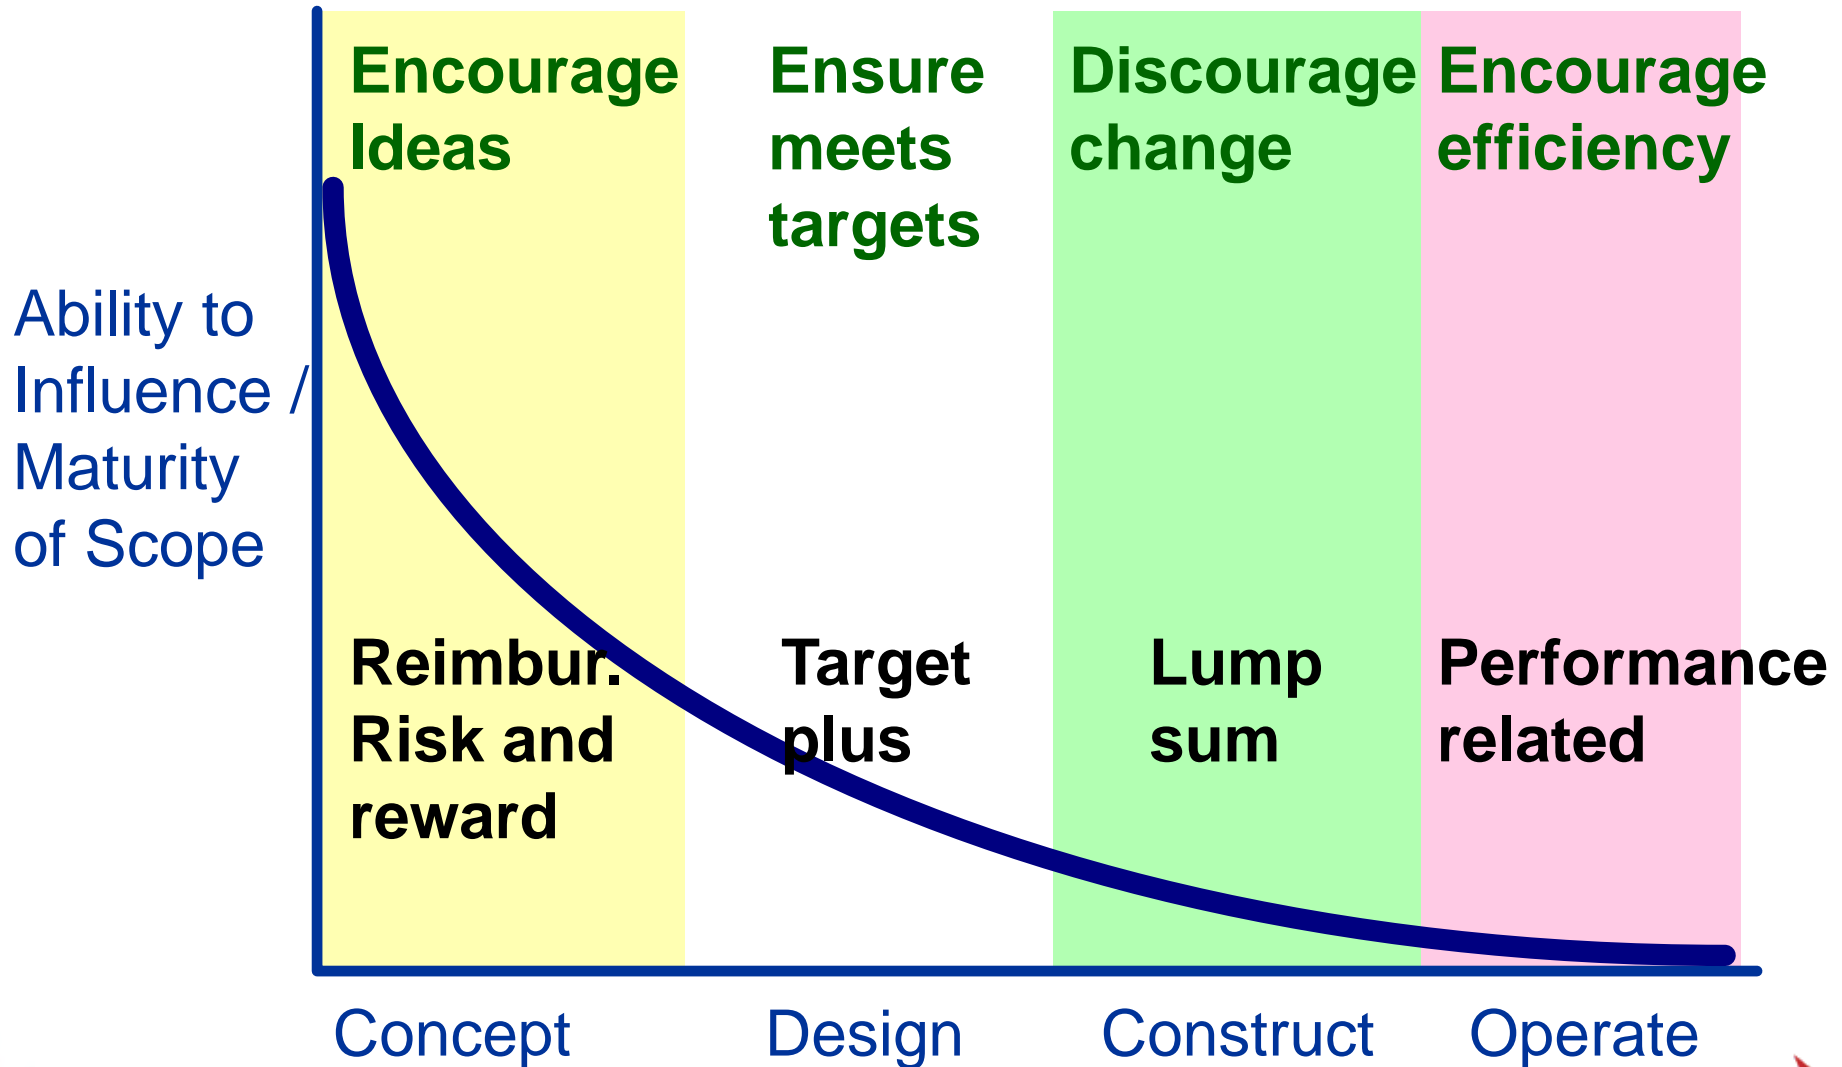 Encourage
Ideas
Ensure
meets
targets
Discourage
change
Encourage
efficiency
Ability to
Influence /
Maturity
of Scope
Reimbur.
Risk and
reward
Target
plus
Lump
sum
Performance
related
Concept
Design
Construct
Operate